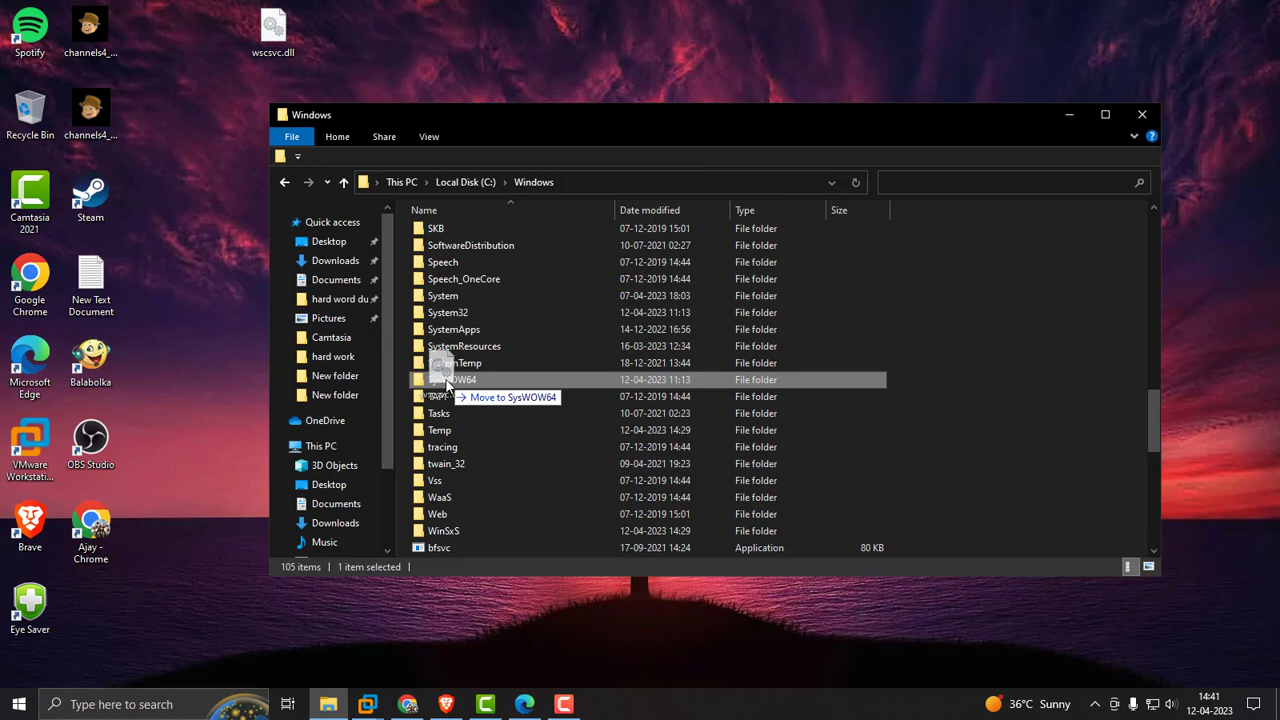 Spotify
channels4_...
wscsvc.dll
Recycle Bin
channels4_...
Camtasia
2021
Steam
Google
Chrome
New Text
Document
Microsoft
Edge
Balabolka
VMware
Workstati...
OBS Studio
Brave
Ajay -
Chrome
Eye Saver
Windows
File
Home
Share
View
This PC
Local Disk (C:)
Windows
Quick access
Desktop
Downloads
Documents
hard word du
Pictures
Camtasia
hard work
New folder
New folder
OneDrive
This PC
3D Objects
Desktop
Documents
Downloads
Music
Name Date modified Type Size
SKB 07-12-2019 15:01 File folder
SoftwareDistribution 10-07-2021 02:27 File folder
Speech 07-12-2019 14:44 File folder
Speech_OneCore 07-12-2019 14:44 File folder
System 07-04-2023 18:03 File folder
System32 12-04-2023 11:13 File folder
SystemApps 14-12-2022 16:56 File folder
SystemResources 16-03-2023 12:34 File folder
SystemTemp 18-12-2021 13:44 File folder
SysWOW64 12-04-2023 11:13 File folder
TAPI 07-12-2019 14:44 File folder
Move to SysWOW64
Tasks 10-07-2021 02:23 File folder
Temp 12-04-2023 14:29 File folder
tracing 07-12-2019 14:44 File folder
twain_32 09-04-2021 19:23 File folder
Vss 07-12-2019 14:44 File folder
WaaS 07-12-2019 14:44 File folder
Web 07-12-2019 15:01 File folder
WinSxS 12-04-2023 14:29 File folder
bfsvc 17-09-2021 14:24 Application 80 KB
105 items
1 item selected
Type here to search
36°C Sunny
14:41
12-04-2023